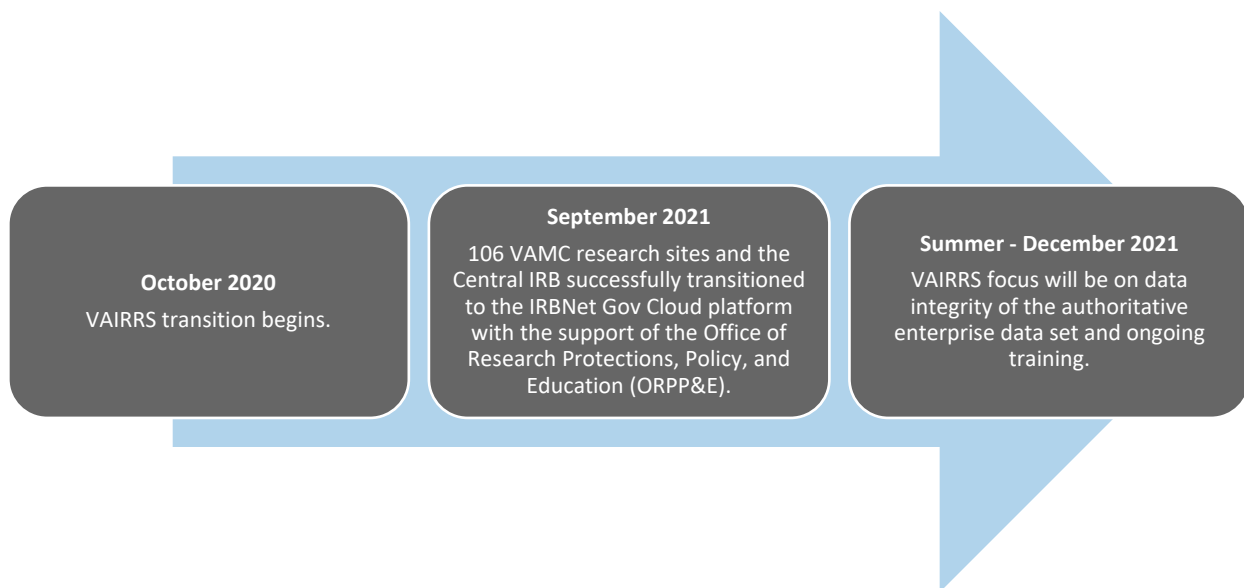 October 2020
VAIRRS transition begins.
September 2021
106 VAMC research sites and the
Central IRB successfully transitioned
to the IRBNet Gov Cloud platform
with the support of the Office of
Research Protections, Policy, and
Education (ORPP&E).
Summer - December 2021
VAIRRS focus will be on data
integrity of the authoritative
enterprise data set and ongoing
training.